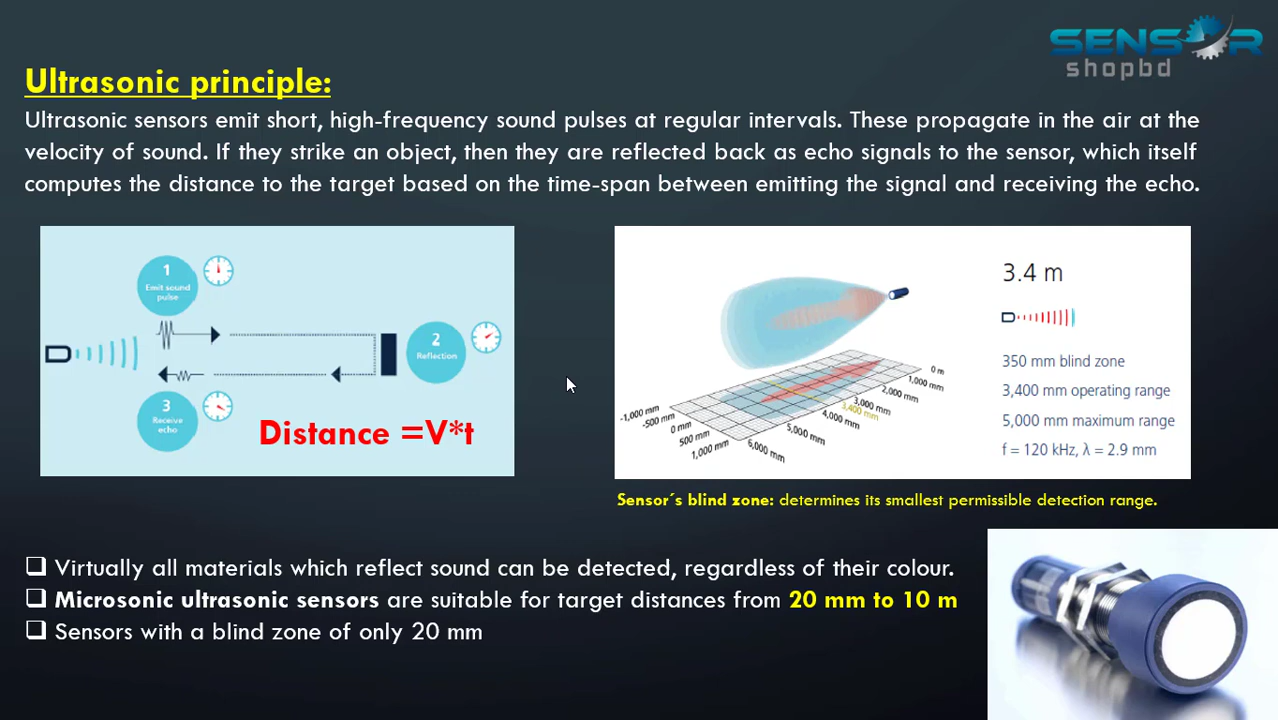 SENSOR
shopbd
Ultrasonic principle:
Ultrasonic sensors emit short, high-frequency sound pulses at regular intervals. These propagate in the air at the
velocity of sound. If they strike an object, then they are reflected back as echo signals to the sensor, which itself
computes the distance to the target based on the time-span between emitting the signal and receiving the echo.
1
Emit sound
pulse
2
Reflection
3
Receive
echo
Distance =V*t
3.4 m
350 mm blind zone
3,400 mm operating range
5,000 mm maximum range
f = 120 kHz, λ = 2.9 mm
0 m
1,000 mm
2,000 mm
3,000 mm
3,400 mm
4,000 mm
5,000 mm
6,000 mm
-1,000 mm
-500 mm
0 mm
500 mm
1,000 mm
Sensor´s blind zone: determines its smallest permissible detection range.
❑ Virtually all materials which reflect sound can be detected, regardless of their colour.
❑ Microsonic ultrasonic sensors are suitable for target distances from 20 mm to 10 m
❑ Sensors with a blind zone of only 20 mm